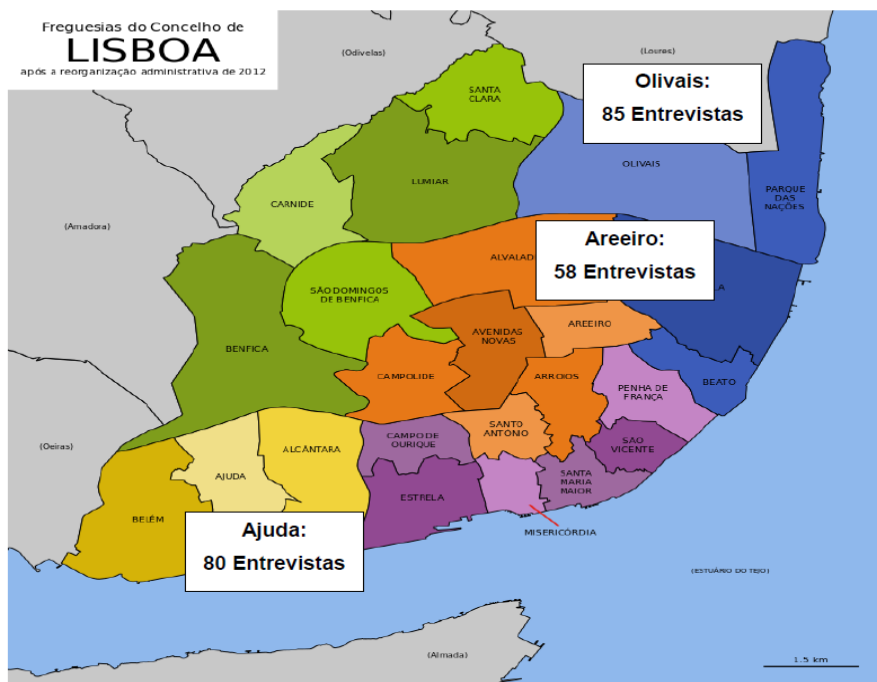 Freguesias do Concelho de
LISBOA
após a reorganização administrativa de 2012
(Odivelas)
(Loures)
Olivais:
85 Entrevistas
SANTA
CLARA
OLIVAIS
LUMIAR
CARNIDE
PARQUE
DAS
NAÇÕES
(Amadora)
Areeiro:
58 Entrevistas
ALVALAD
LA
SÃO DOMINGOS
DE BENFICA
AREEIRO
AVENIDAS
NOVAS
BENFICA
CAMPOLIDE
ARROIOS
BEATO
PENHA DE
FRANÇA
(Oeiras)
SANTO
ANTÓNIO
CAMPO DE
OURIQUE
ALCÂNTARA
SÃO
VICENTE
AJUDA
SANTA
MARIA
MAIOR
ESTRELA
BELÉM
MISERICÓRDIA
Ajuda:
80 Entrevistas
(ESTUÁRIO DO TEJO)
(Almada)
1.5 km